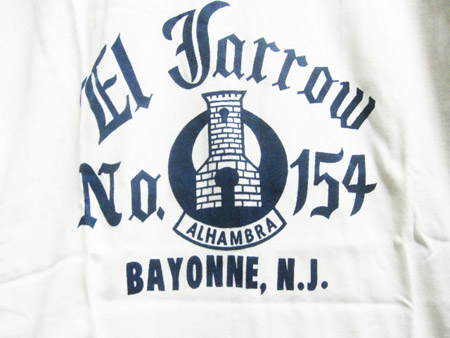 El Jarrow
No. 154
ALHAMBRA
BAYONNE, N.J.